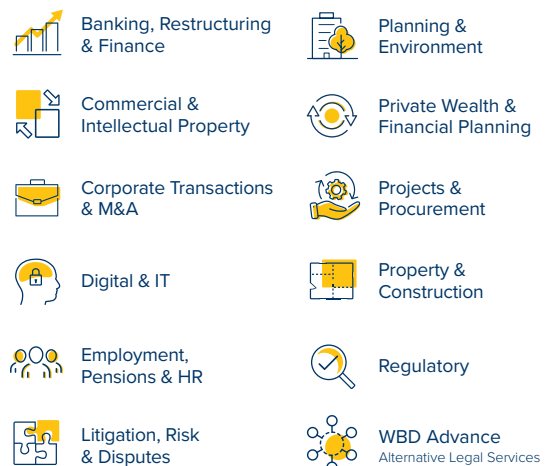 Banking, Restructuring
& Finance
Commercial &
Intellectual Property
Corporate Transactions
& M&A
Digital & IT
Employment,
Pensions & HR
Litigation, Risk
& Disputes
Planning &
Environment
Private Wealth &
Financial Planning
Projects &
Procurement
Property &
Construction
Regulatory
WBD Advance
Alternative Legal Services